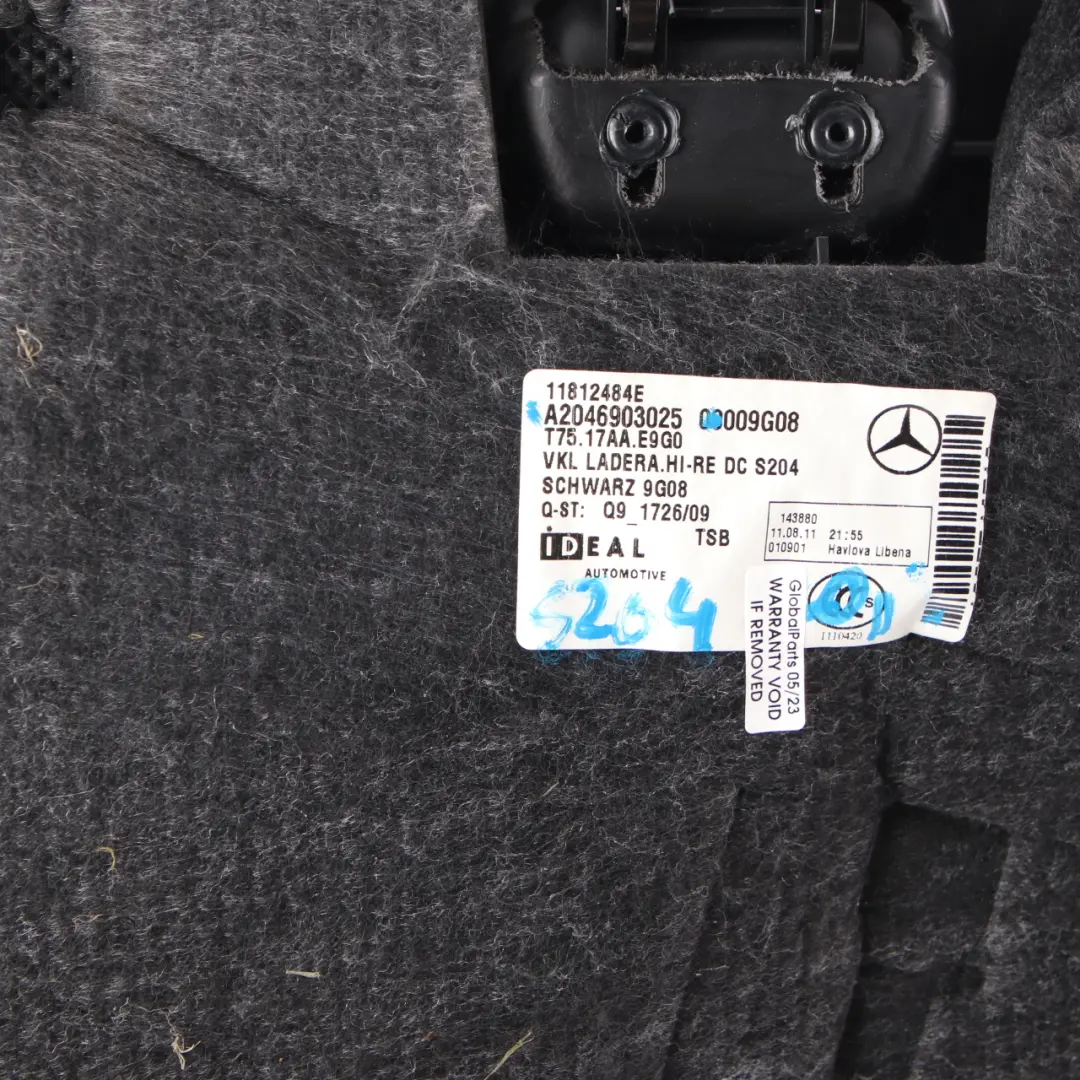 11812484E
A2046903025 00009G08
T75.17AA.E9G0
VKL LADERA.HI-RE DC S204
SCHWARZ 9G08
Q-ST: Q9_1726/09
TSB
IDEAL
AUTOMOTIVE
143880
11.08.11 21:55
010901 Havlova Libena
S204
1110420
GlobalParts 05/23
WARRANTY VOID
IF REMOVED